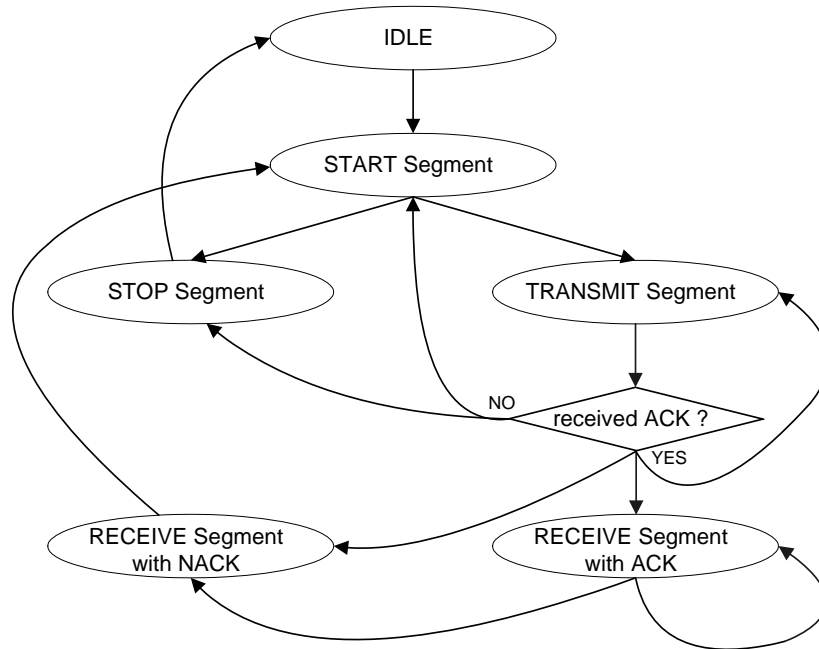 IDLE
START Segment
STOP Segment
TRANSMIT Segment
NO
received ACK ?
YES
RECEIVE Segment
with NACK
RECEIVE Segment
with ACK